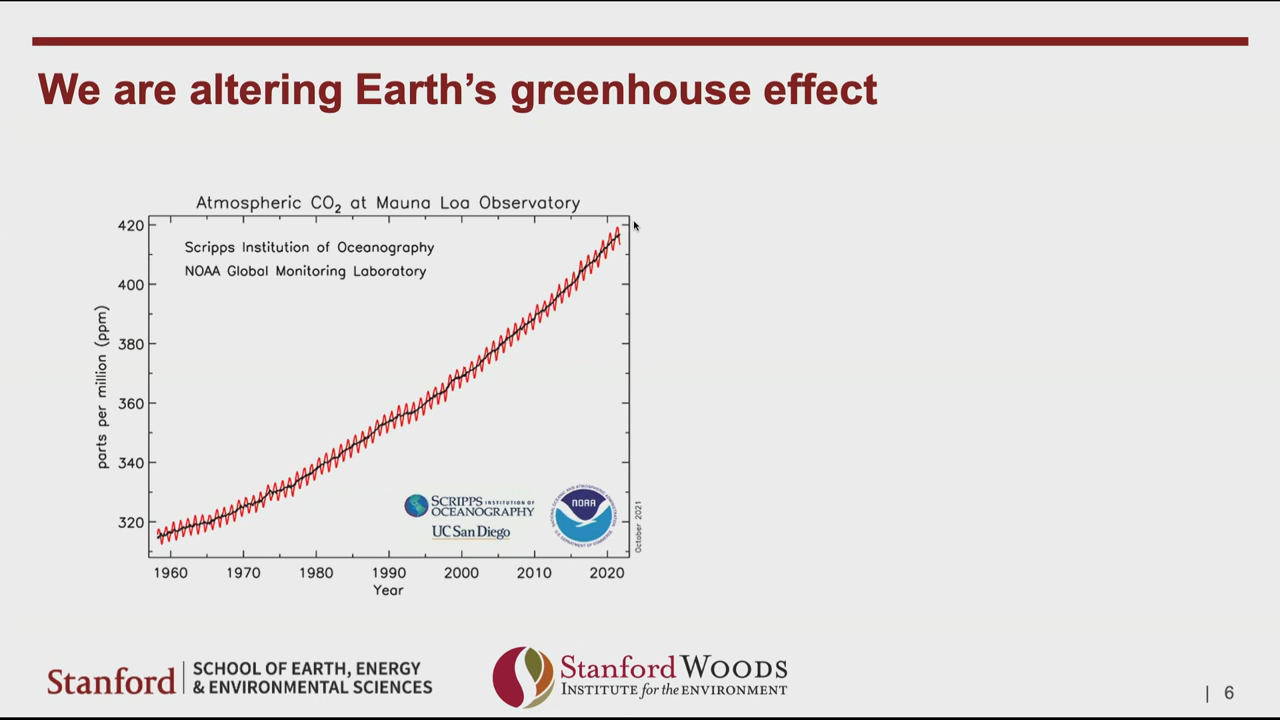 We are altering Earth's greenhouse effect
Atmospheric CO₂ at Mauna Loa Observatory
Scripps Institution of Oceanography
NOAA Global Monitoring Laboratory
parts per million (ppm)
420
400
380
360
340
320
SCRIPPS INSTITUTION OF
OCEANOGRAPHY
UC San Diego
NOAA
October 2021
1960 1970 1980 1990 2000 2010 2020
Year
Stanford
SCHOOL OF EARTH, ENERGY
& ENVIRONMENTAL SCIENCES
Stanford WOODS
INSTITUTE for the ENVIRONMENT
| 6